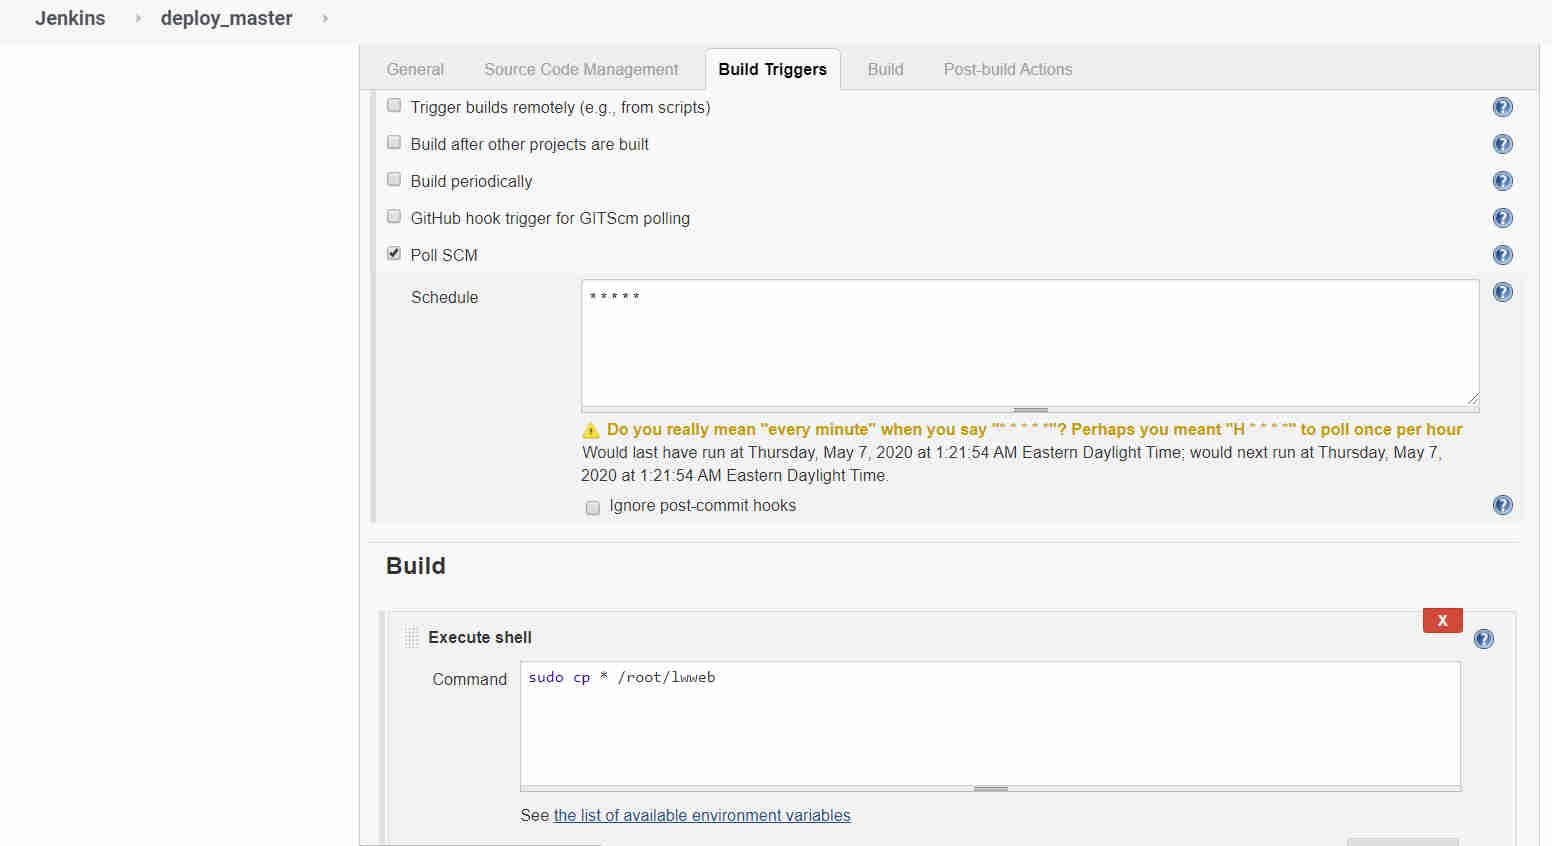 Jenkins deploy_master
General Source Code Management Build Triggers Build Post-build Actions
Trigger builds remotely (e.g., from scripts)
Build after other projects are built
Build periodically
GitHub hook trigger for GITScm polling
Poll SCM
Schedule * * * * *
Do you really mean "every minute" when you say "* * * * *"? Perhaps you meant "H * * * *" to poll once per hour
Would last have run at Thursday, May 7, 2020 at 1:21:54 AM Eastern Daylight Time; would next run at Thursday, May 7,
2020 at 1:21:54 AM Eastern Daylight Time.
Ignore post-commit hooks
Build
X
Execute shell
Command sudo cp * /root/lwweb
See the list of available environment variables